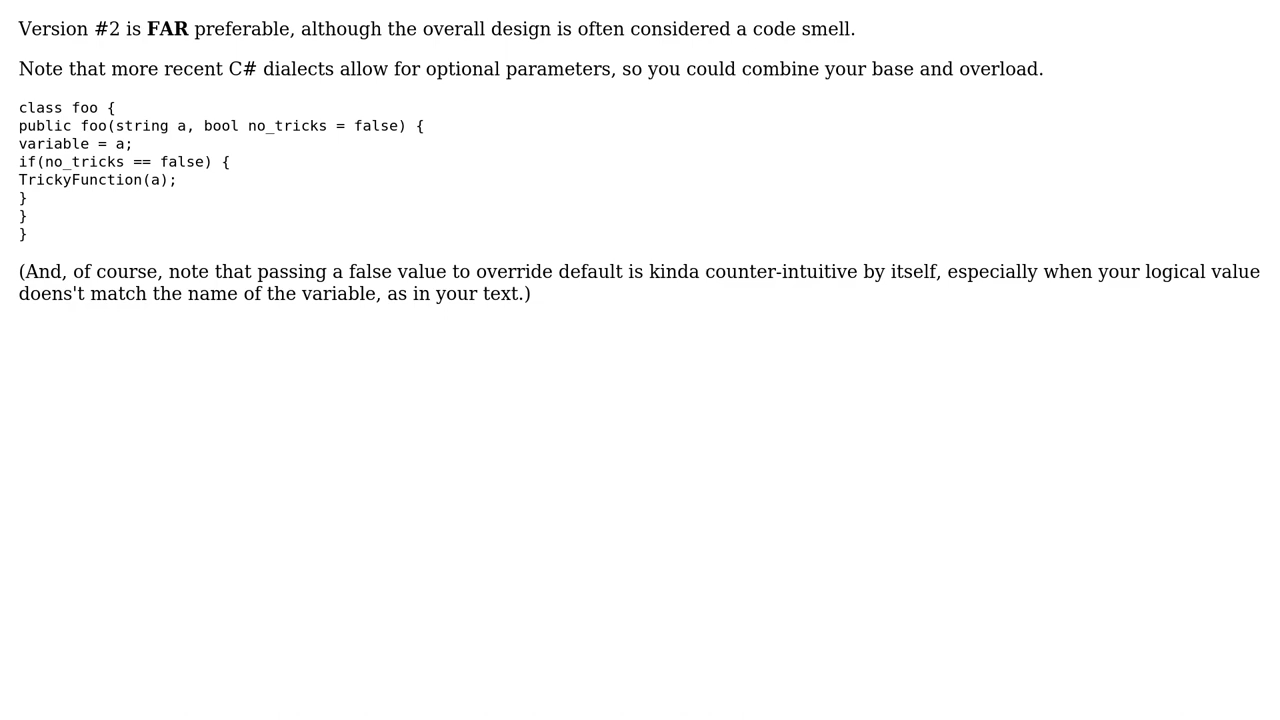 Version #2 is FAR preferable, although the overall design is often considered a code smell.
Note that more recent C# dialects allow for optional parameters, so you could combine your base and overload.
class foo {
public foo(string a, bool no_tricks = false) {
variable = a;
if(no_tricks == false) {
TrickyFunction(a);
}
}
}
(And, of course, note that passing a false value to override default is kinda counter-intuitive by itself, especially when your logical value
doens't match the name of the variable, as in your text.)